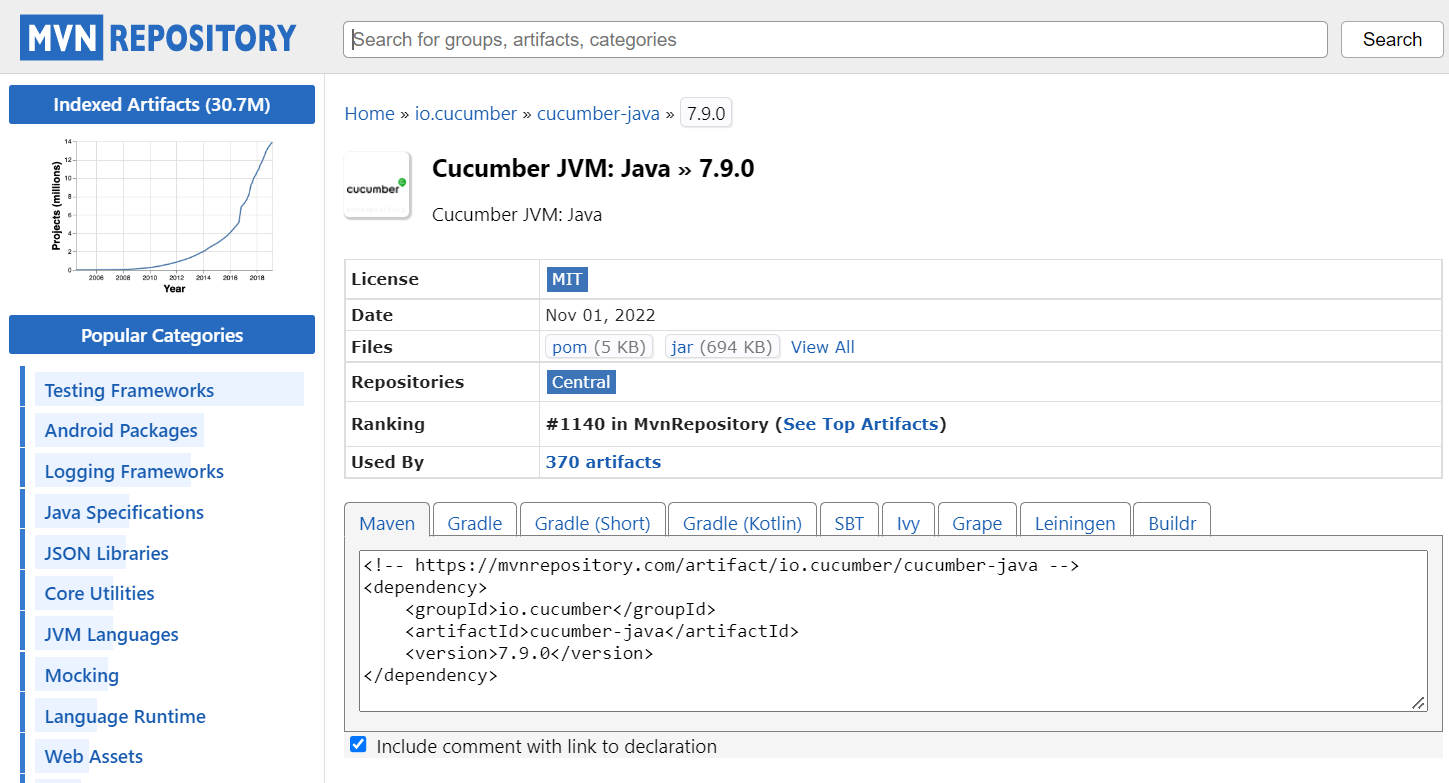 MVN REPOSITORY
Search for groups, artifacts, categories
Search
Indexed Artifacts (30.7M)
Projects (millions)
14
12
10
8
6
4
2
0
2006 2008 2010 2012 2014 2016 2018
Year
Popular Categories
Testing Frameworks
Android Packages
Logging Frameworks
Java Specifications
JSON Libraries
Core Utilities
JVM Languages
Mocking
Language Runtime
Web Assets
Home » io.cucumber » cucumber-java » 7.9.0
cucumber
Cucumber JVM: Java » 7.9.0
Cucumber JVM: Java
License MIT
Date Nov 01, 2022
Files pom (5 KB) jar (694 KB) View All
Repositories Central
Ranking #1140 in MvnRepository (See Top Artifacts)
Used By 370 artifacts
Maven Gradle Gradle (Short) Gradle (Kotlin) SBT Ivy Grape Leiningen Buildr
<!-- https://mvnrepository.com/artifact/io.cucumber/cucumber-java -->
<dependency>
    <groupId>io.cucumber</groupId>
    <artifactId>cucumber-java</artifactId>
    <version>7.9.0</version>
</dependency>
Include comment with link to declaration